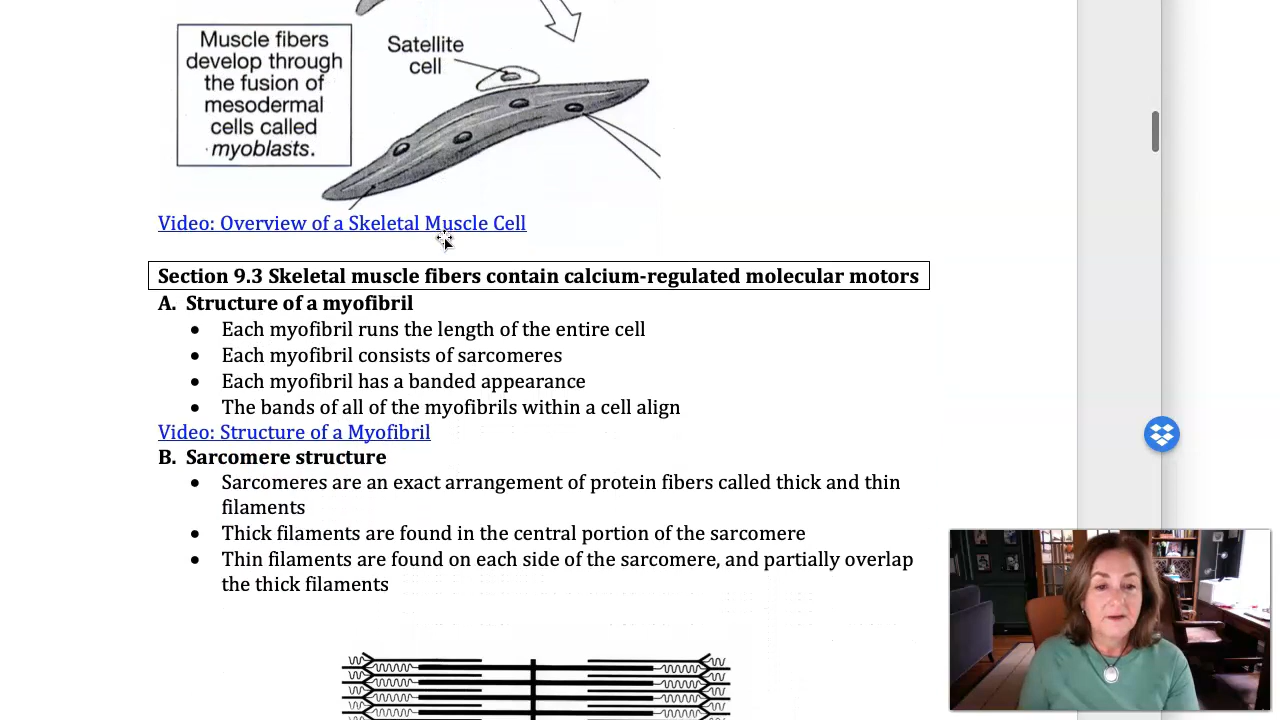 Muscle fibers
develop through
the fusion of
mesodermal
cells called
myoblasts.
Satellite
cell
Video: Overview of a Skeletal Muscle Cell
Section 9.3 Skeletal muscle fibers contain calcium-regulated molecular motors
A. Structure of a myofibril
• Each myofibril runs the length of the entire cell
• Each myofibril consists of sarcomeres
• Each myofibril has a banded appearance
• The bands of all of the myofibrils within a cell align
Video: Structure of a Myofibril
B. Sarcomere structure
• Sarcomeres are an exact arrangement of protein fibers called thick and thin
filaments
• Thick filaments are found in the central portion of the sarcomere
• Thin filaments are found on each side of the sarcomere, and partially overlap
the thick filaments